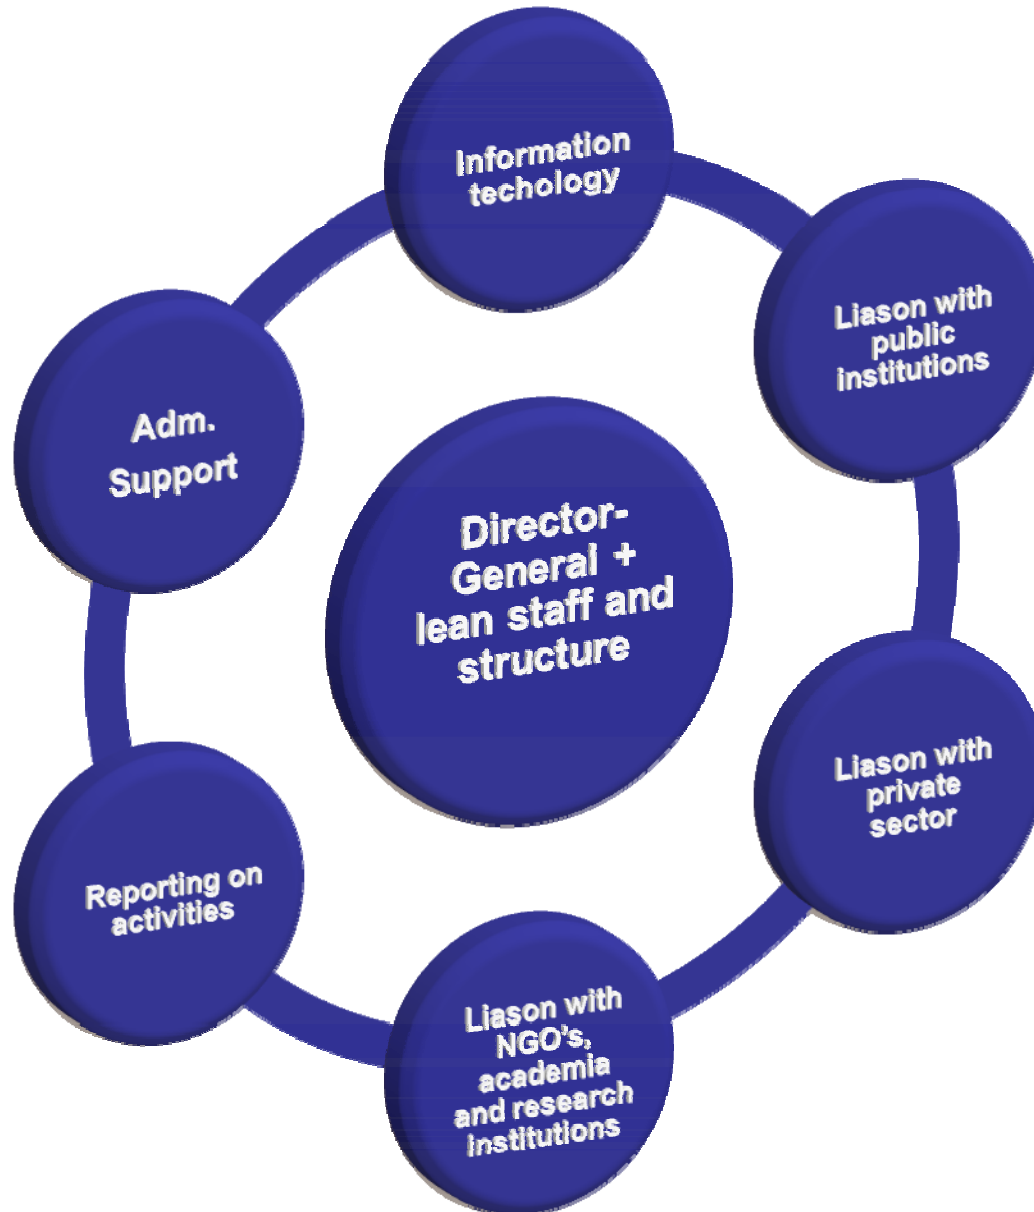 Information
techology
Liason with
public
institutions
Adm.
Support
Director-
General +
lean staff and
structure
Liason with
private
sector
Reporting on
activities
Liason with
NGO's,
academia
and research
institutions